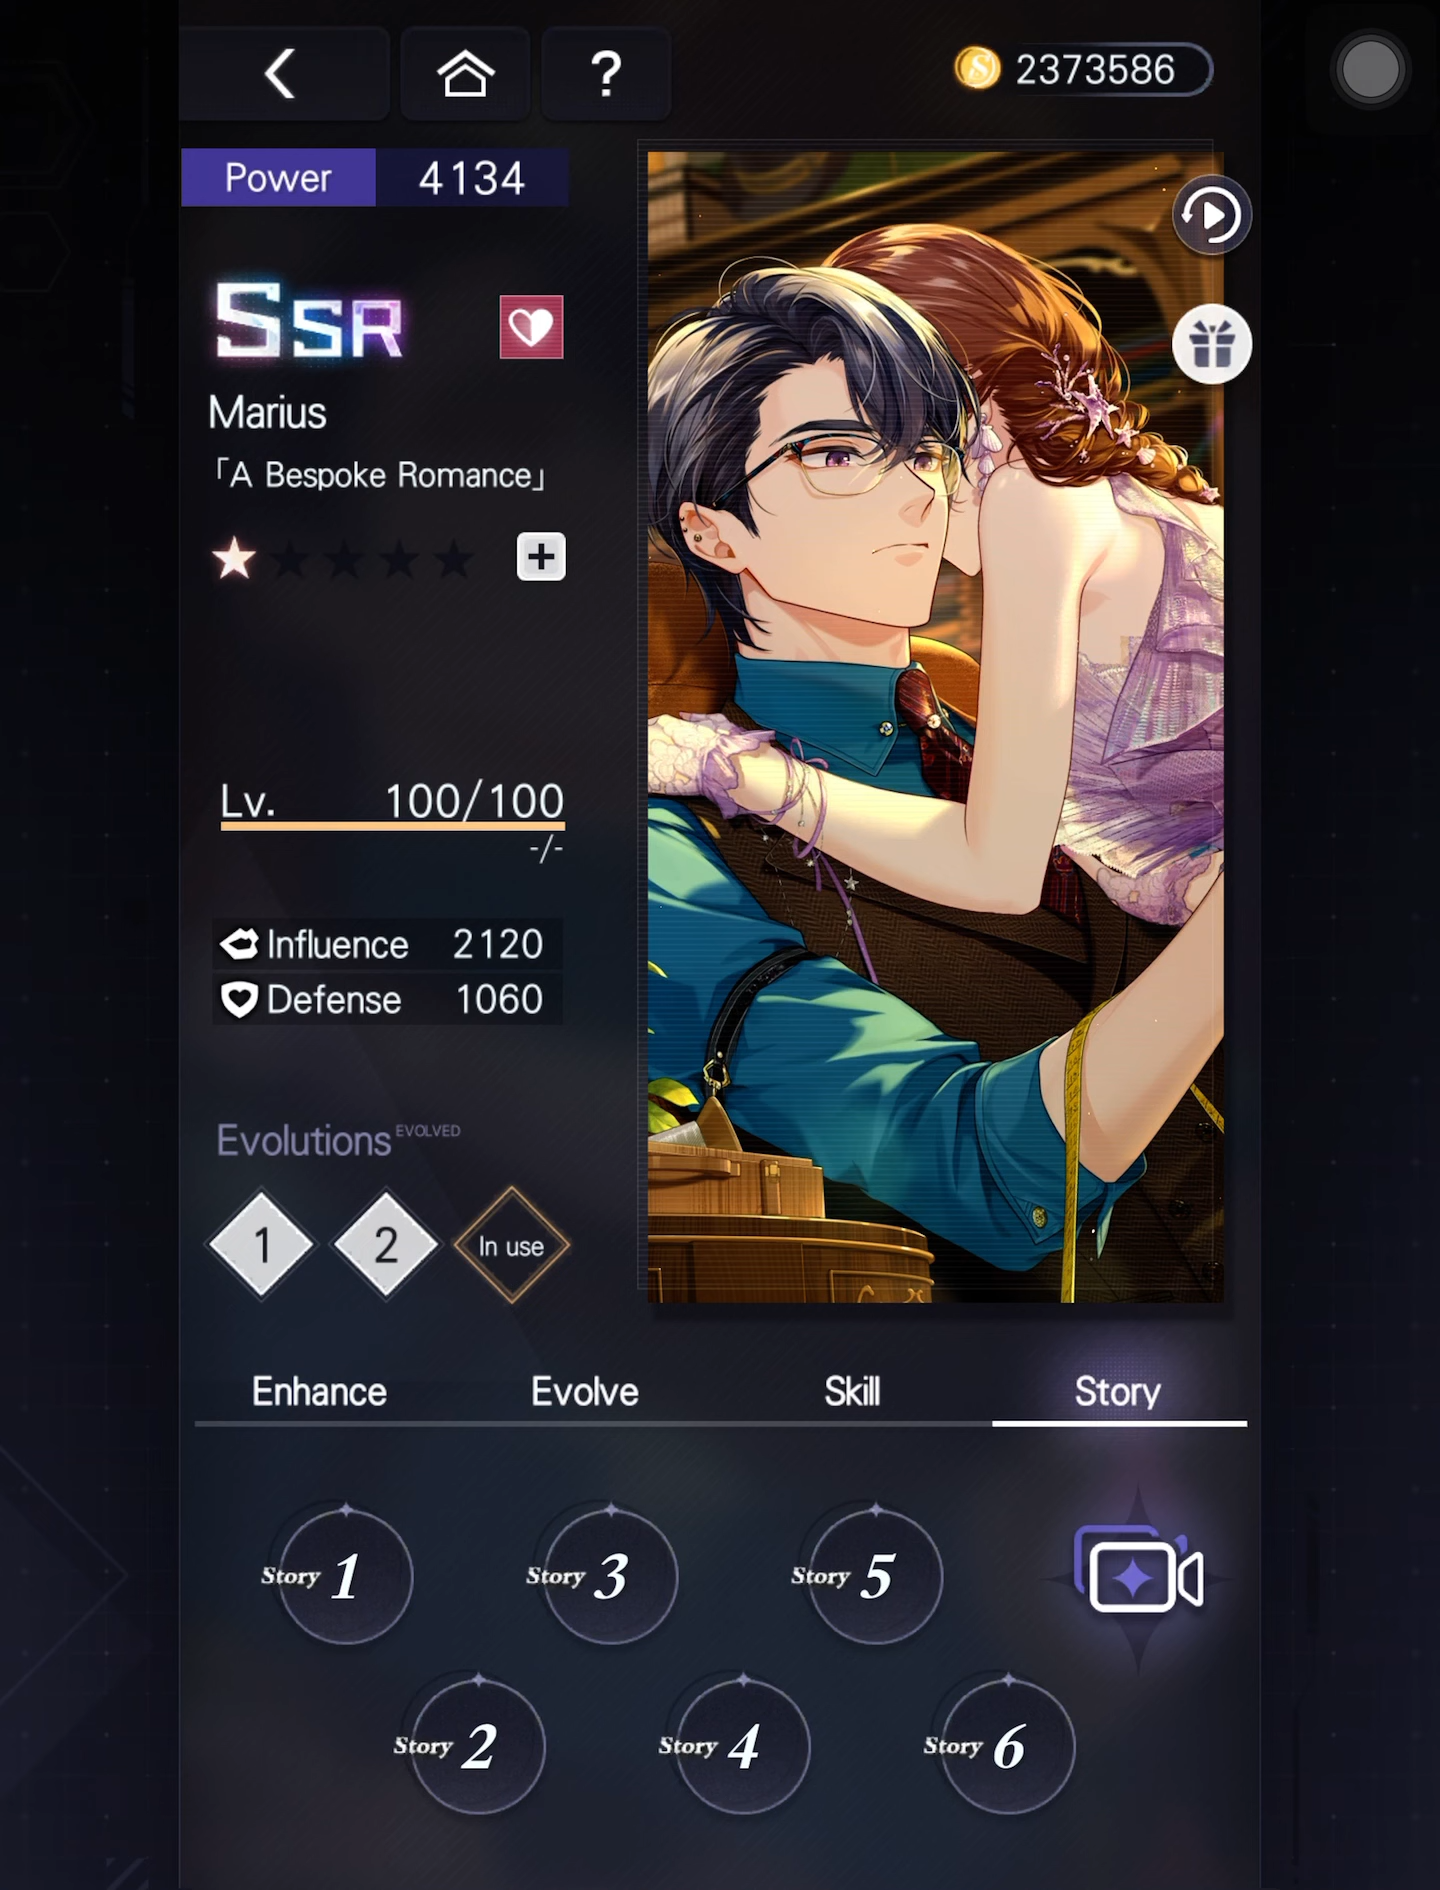 ?
2373586
Power 4134
SSR
Marius
「A Bespoke Romance」
Lv. 100/100
-/-
Influence 2120
Defense 1060
Evolutions EVOLVED
1 2 In use
Enhance Evolve Skill Story
Story 1 Story 3 Story 5
Story 2 Story 4 Story 6